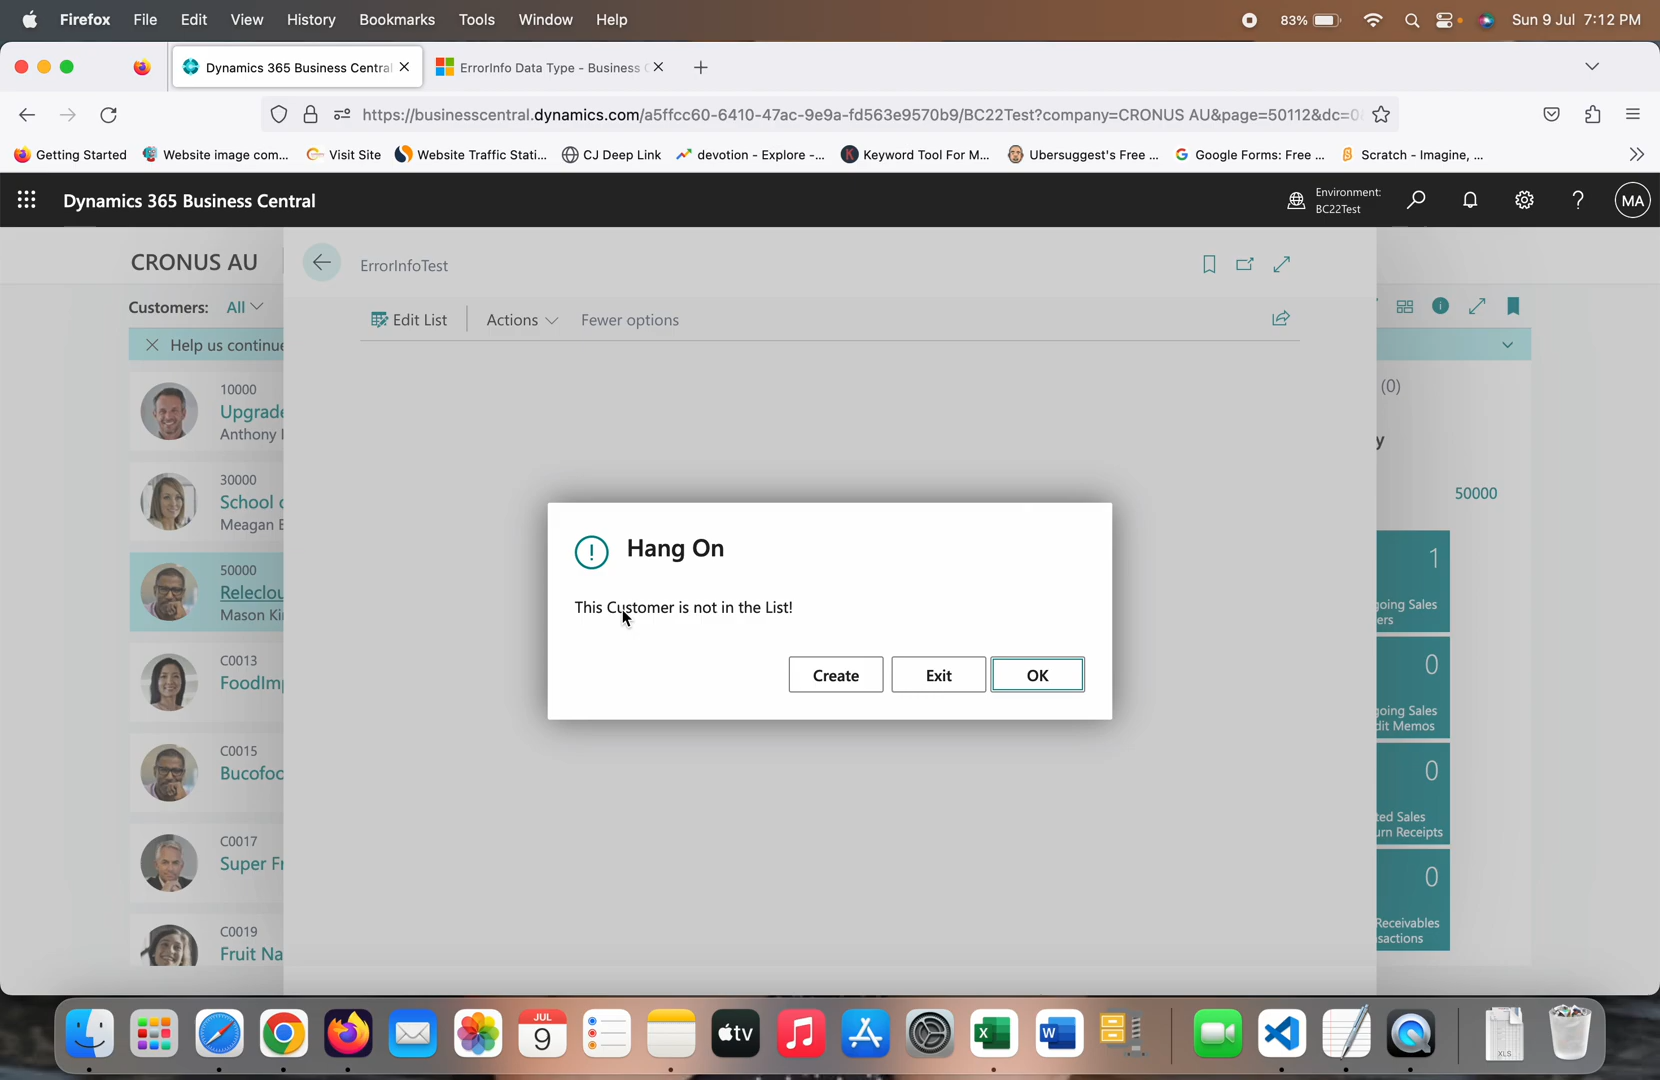 Firefox File Edit View History Bookmarks Tools Window Help 83% Sun 9 Jul 7:12 PM
Dynamics 365 Business Central ErrorInfo Data Type - Business
https://businesscentral.dynamics.com/a5ffcc60-6410-47ac-9e9a-fd563e9570b9/BC22Test?company=CRONUS AU&page=50112&dc=0
Getting Started Website image com... Visit Site Website Traffic Stati... CJ Deep Link devotion - Explore -... Keyword Tool For M... Ubersuggest's Free ... Google Forms: Free ... Scratch - Imagine, ...
Dynamics 365 Business Central Environment: MA
BC22Test
CRONUS AU
ErrorInfoTest
Customers: All
Edit List Actions Fewer options
Help us continue
(0)
10000
Upgrade
Anthony
y
30000
School
Meagan
50000
Hang On
This Customer is not in the List!
Create Exit OK
50000
Relecloud
Mason Ki
C0013
FoodImp
C0015
Bucofoo
C0017
Super Fr
C0019
Fruit Na
1
going Sales
ers
0
going Sales
dit Memos
0
ted Sales
urn Receipts
0
Receivables
sactions
JUL
9
tv
X
W
XLS